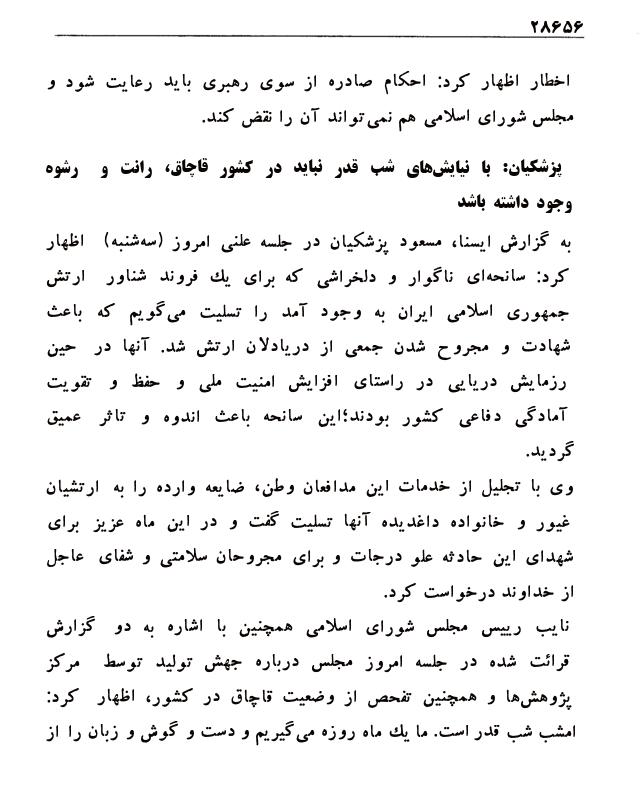 ۲۸۶۵۶
اخطار اظهار کرد: احکام صادره از سوی رهبری باید رعایت شود و
مجلس شورای اسلامی هم نمی‌تواند آن را نقض کند.
پزشکیان: با نیایش‌های شب قدر نباید در کشور قاچاق، رانت و رشوه
وجود داشته باشد
به گزارش ایسنا، مسعود پزشکیان در جلسه علنی امروز (سه‌شنبه) اظهار
کرد: سانحه‌ای ناگوار و دلخراشی که برای یك فروند شناور ارتش
جمهوری اسلامی ایران به وجود آمد را تسلیت می‌گویم که باعث
شهادت و مجروح شدن جمعی از دریادلان ارتش شد. آنها در حین
رزمایش دریایی در راستای افزایش امنیت ملی و حفظ و تقویت
آمادگی دفاعی کشور بودند؛این سانحه باعث اندوه و تاثر عمیق
گردید.
وی با تجلیل از خدمات این مدافعان وطن، ضایعه وارده را به ارتشیان
غیور و خانواده داغدیده آنها تسلیت گفت و در این ماه عزیز برای
شهدای این حادثه علو درجات و برای مجروحان سلامتی و شفای عاجل
از خداوند درخواست کرد.
نایب رییس مجلس شورای اسلامی همچنین با اشاره به دو گزارش
قرائت شده در جلسه امروز مجلس درباره جهش تولید توسط مرکز
پژوهش‌ها و همچنین تفحص از وضعیت قاچاق در کشور، اظهار کرد:
امشب شب قدر است. ما یك ماه روزه می‌گیریم و دست و گوش و زبان را از